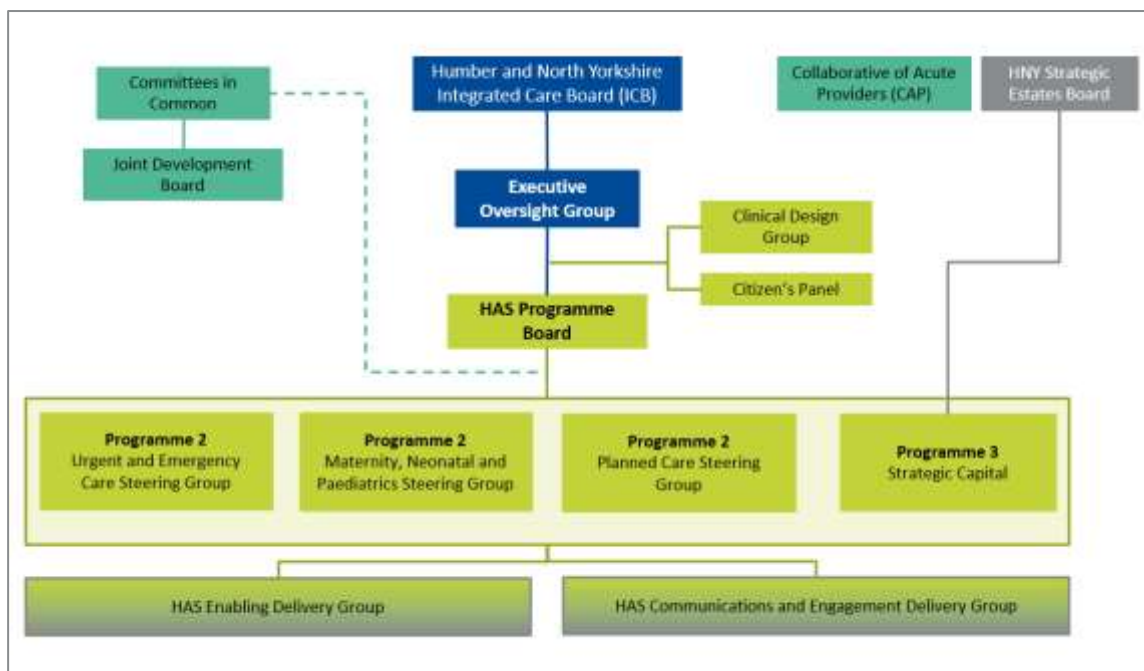 Committees in
Common
Humber and North Yorkshire
Integrated Care Board (ICB)
Collaborative of Acute
Providers (CAP)
HNY Strategic
Estates Board
Joint Development
Board
Executive
Oversight Group
Clinical Design
Group
Citizen's Panel
HAS Programme
Board
Programme 2
Urgent and Emergency
Care Steering Group
Programme 2
Maternity, Neonatal and
Paediatrics Steering Group
Programme 2
Planned Care Steering
Group
Programme 3
Strategic Capital
HAS Enabling Delivery Group
HAS Communications and Engagement Delivery Group